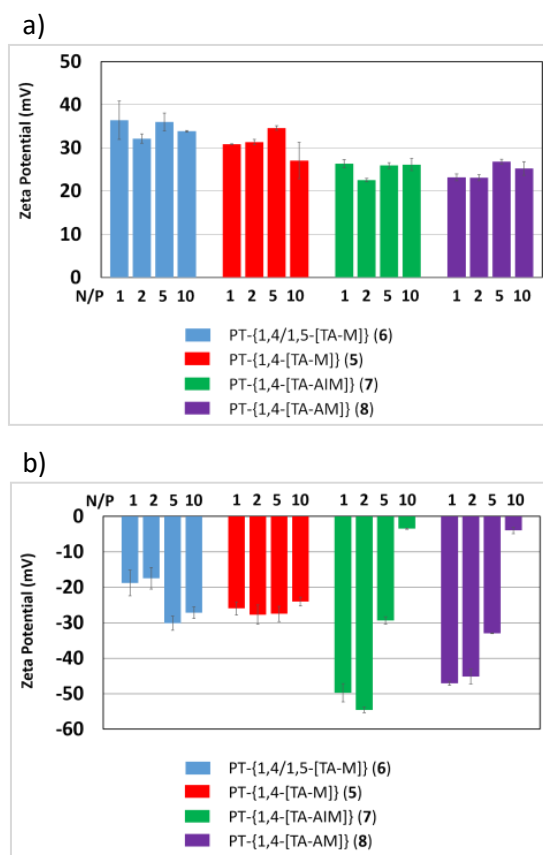 a)
50
40
30
20
10
0
Zeta Potential (mV)
N/P 1 2 5 10 1 2 5 10 1 2 5 10 1 2 5 10
PT-{1,4/1,5-[TA-M]} (6)
PT-{1,4-[TA-M]} (5)
PT-{1,4-[TA-AIM]} (7)
PT-{1,4-[TA-AM]} (8)
b)
N/P 1 2 5 10 1 2 5 10 1 2 5 10 1 2 5 10
0
-10
-20
-30
-40
-50
-60
Zeta Potential (mV)
PT-{1,4/1,5-[TA-M]} (6)
PT-{1,4-[TA-M]} (5)
PT-{1,4-[TA-AIM]} (7)
PT-{1,4-[TA-AM]} (8)